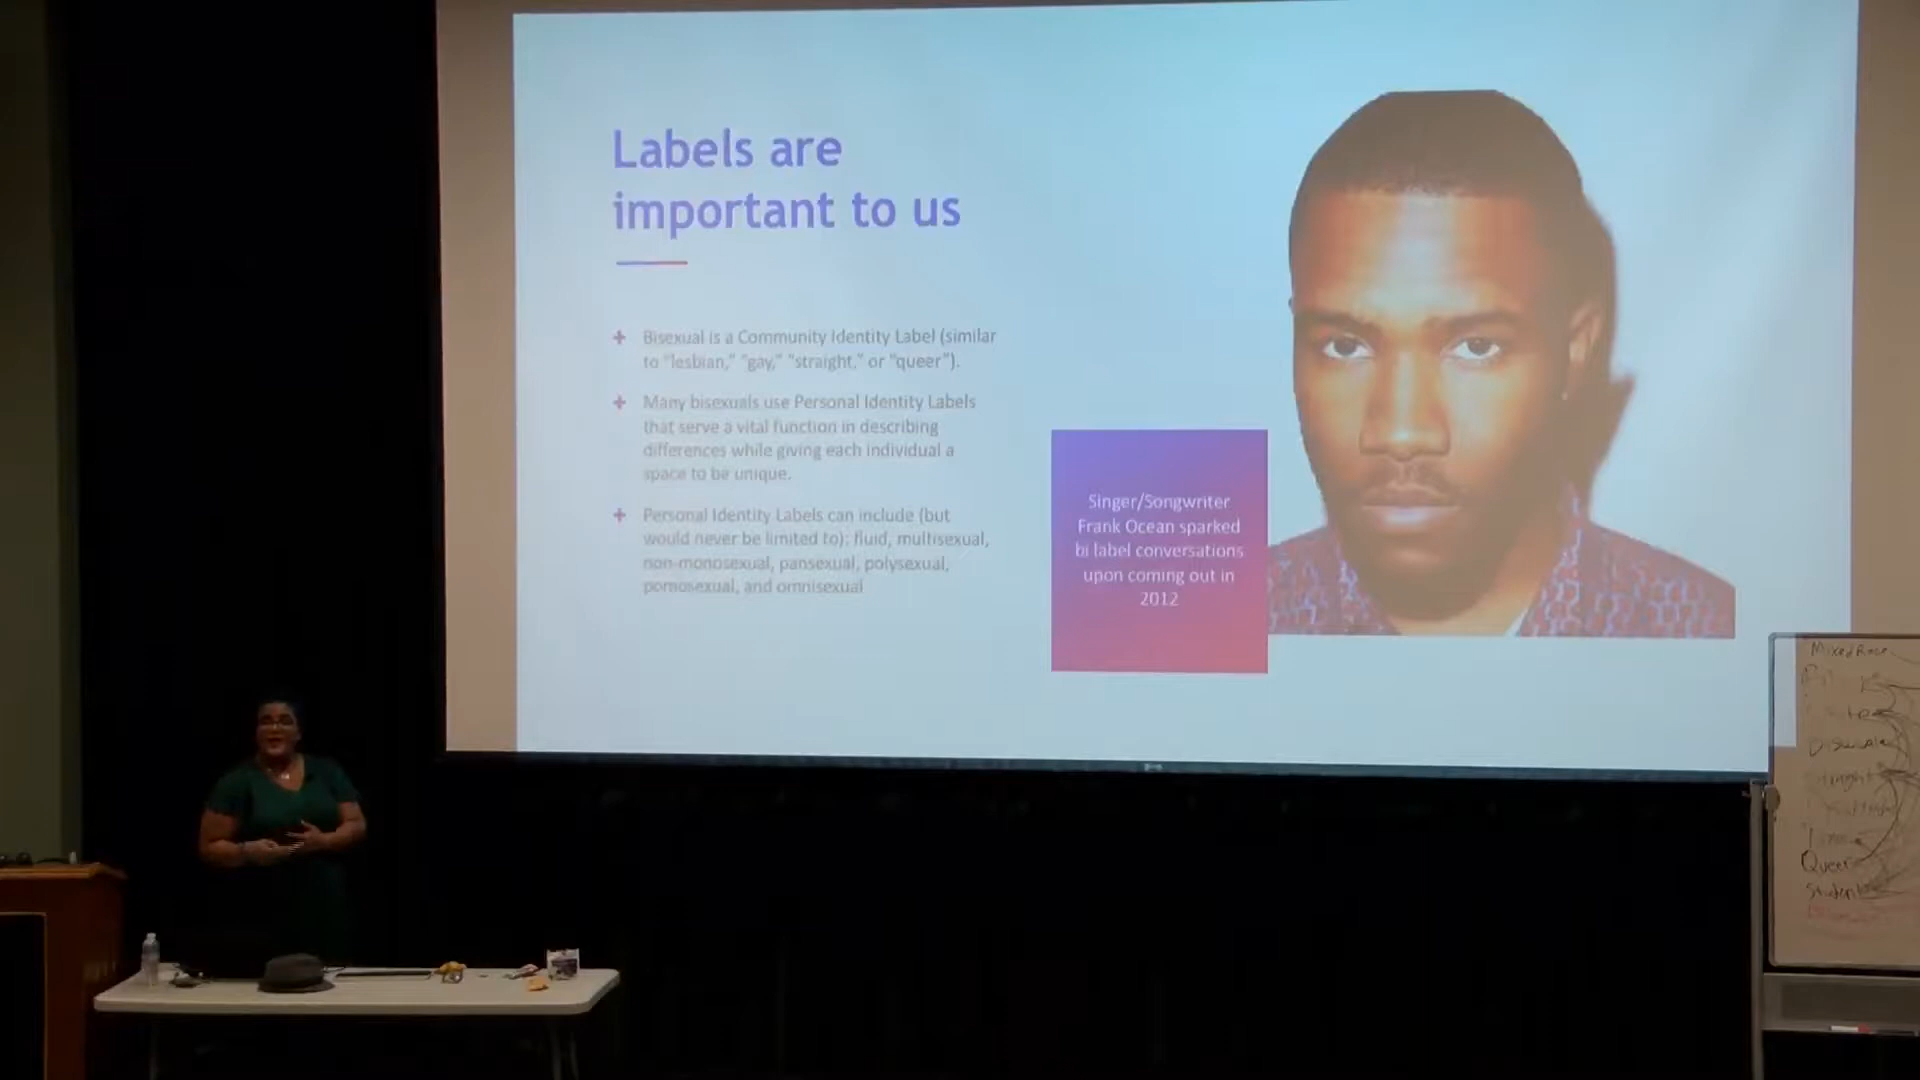 Labels are
important to us
Bisexual is a Community Identity Label (similar
to "lesbian," "gay," "straight," or "queer").
Many bisexuals use Personal Identity Labels
that serve a vital function in describing
differences while giving each individual a
space to be unique.
Personal Identity Labels can include (but
would never be limited to): fluid, multisexual,
non-monosexual, pansexual, polysexual,
pomosexual, and omnisexual
Singer/Songwriter
Frank Ocean sparked
bi label conversations
upon coming out in
2012
Mixed Race
Queer
Student